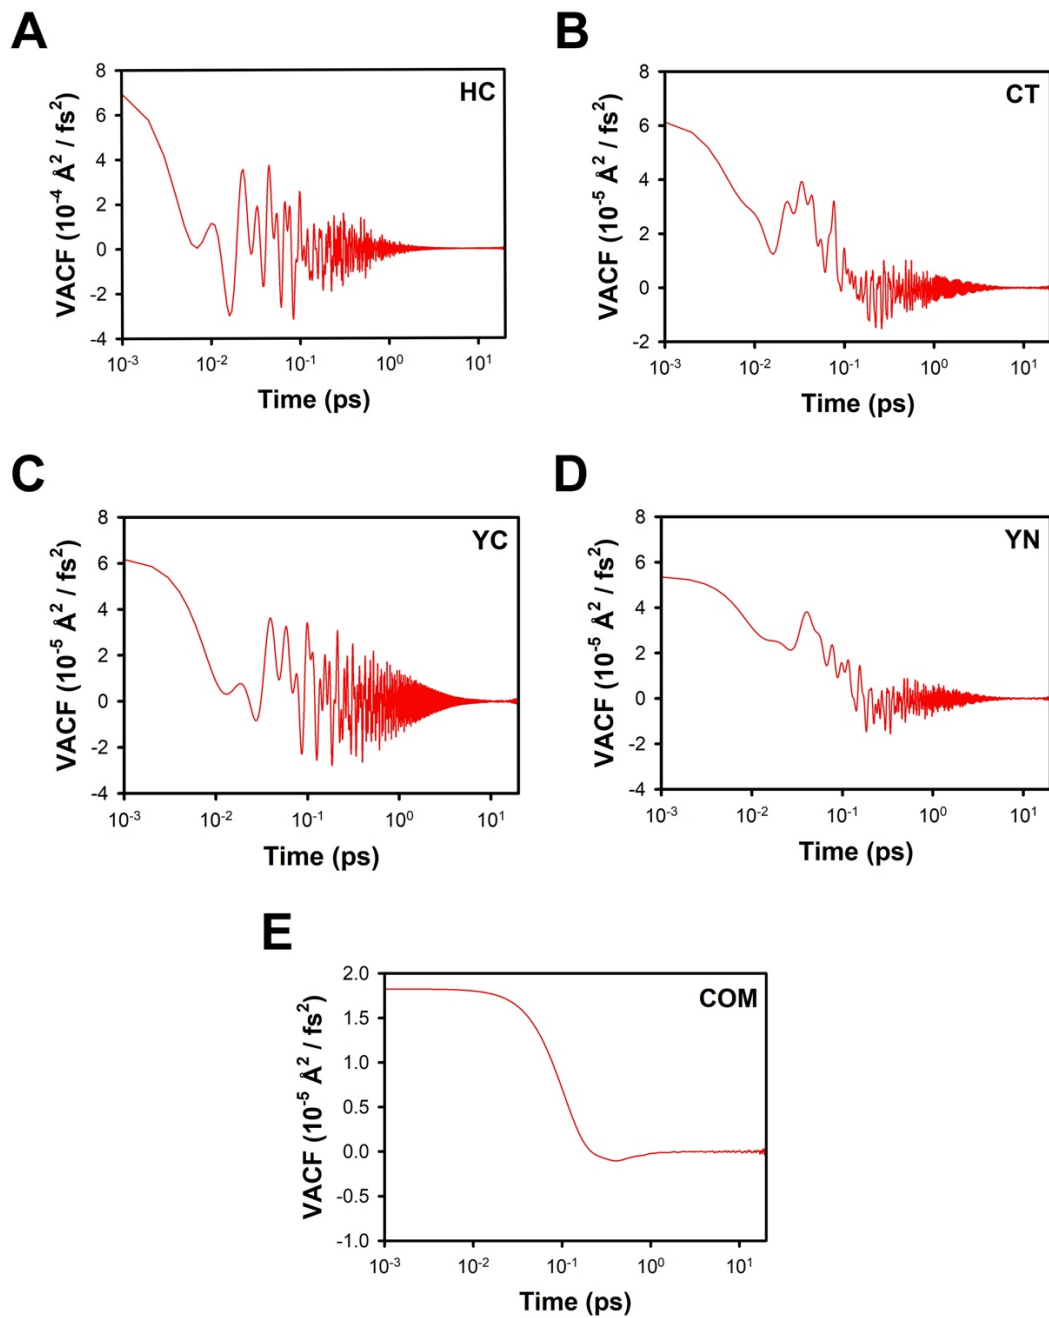 A
HC
VACF (10⁻⁴ Å² / fs²)
8
6
4
2
0
-2
-4
10⁻³ 10⁻² 10⁻¹ 10⁰ 10¹
Time (ps)
B
CT
VACF (10⁻⁵ Å² / fs²)
8
6
4
2
0
-2
10⁻³ 10⁻² 10⁻¹ 10⁰ 10¹
Time (ps)
C
YC
VACF (10⁻⁵ Å² / fs²)
8
6
4
2
0
-2
-4
10⁻³ 10⁻² 10⁻¹ 10⁰ 10¹
Time (ps)
D
YN
VACF (10⁻⁵ Å² / fs²)
8
6
4
2
0
-2
-4
10⁻³ 10⁻² 10⁻¹ 10⁰ 10¹
Time (ps)
E
COM
VACF (10⁻⁵ Å² / fs²)
2.0
1.5
1.0
0.5
0.0
-0.5
-1.0
10⁻³ 10⁻² 10⁻¹ 10⁰ 10¹
Time (ps)